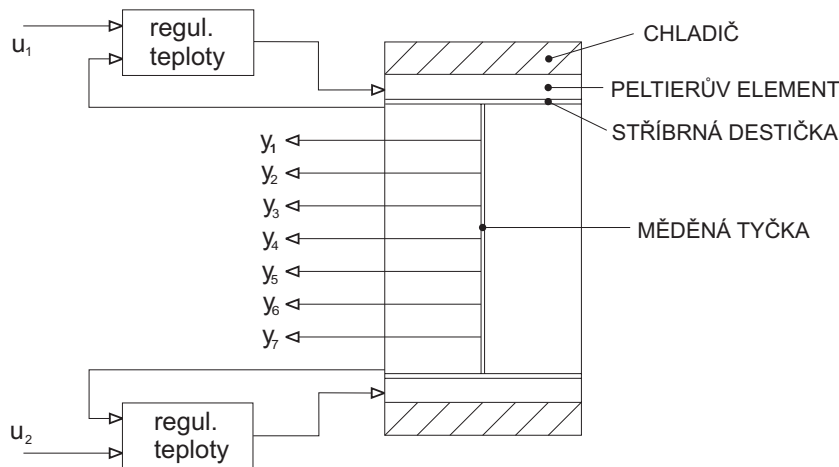 u₁
regul.
teploty
CHLADIČ
PELTIERŮV ELEMENT
STŘÍBRNÁ DESTIČKA
y₁
y₂
y₃
y₄
MĚDĚNÁ TYČKA
y₅
y₆
y₇
u₂
regul.
teploty